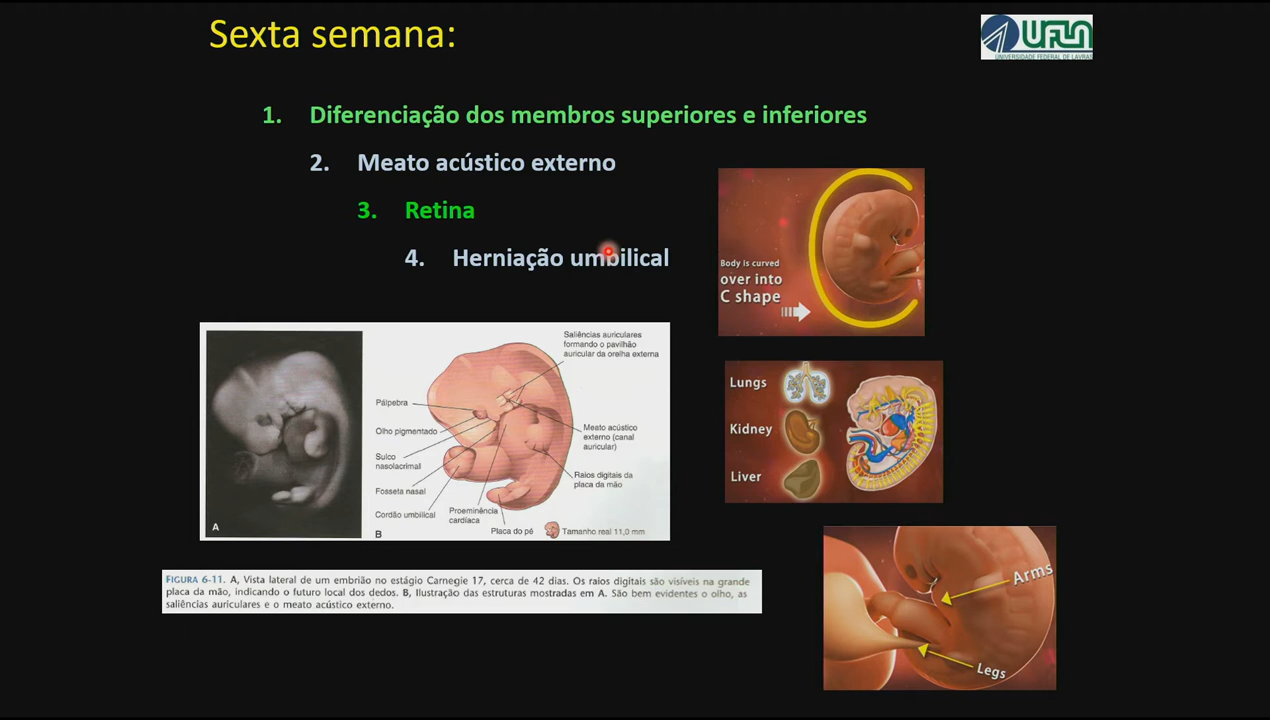 Sexta semana:
UFLA
UNIVERSIDADE FEDERAL DE LAVRAS
1. Diferenciação dos membros superiores e inferiores
2. Meato acústico externo
3. Retina
4. Herniação umbilical
Body is curved
over into
C shape
Saliências auriculares
formando o pavilhão
auricular da orelha externa
Pálpebra
Olho pigmentado
Sulco
nasolacrimal
Fosseta nasal
Cordão umbilical
Proeminência
cardíaca
Placa do pé
Meato acústico
externo (canal
auricular)
Raios digitais da
placa da mão
Tamanho real 11,0 mm
A
B
Lungs
Kidney
Liver
FIGURA 6-11. A, Vista lateral de um embrião no estágio Carnegie 17, cerca de 42 dias. Os raios digitais são visíveis na grande
placa da mão, indicando o futuro local dos dedos. B, Ilustração das estruturas mostradas em A. São bem evidentes o olho, as
saliências auriculares e o meato acústico externo.
Arms
Legs